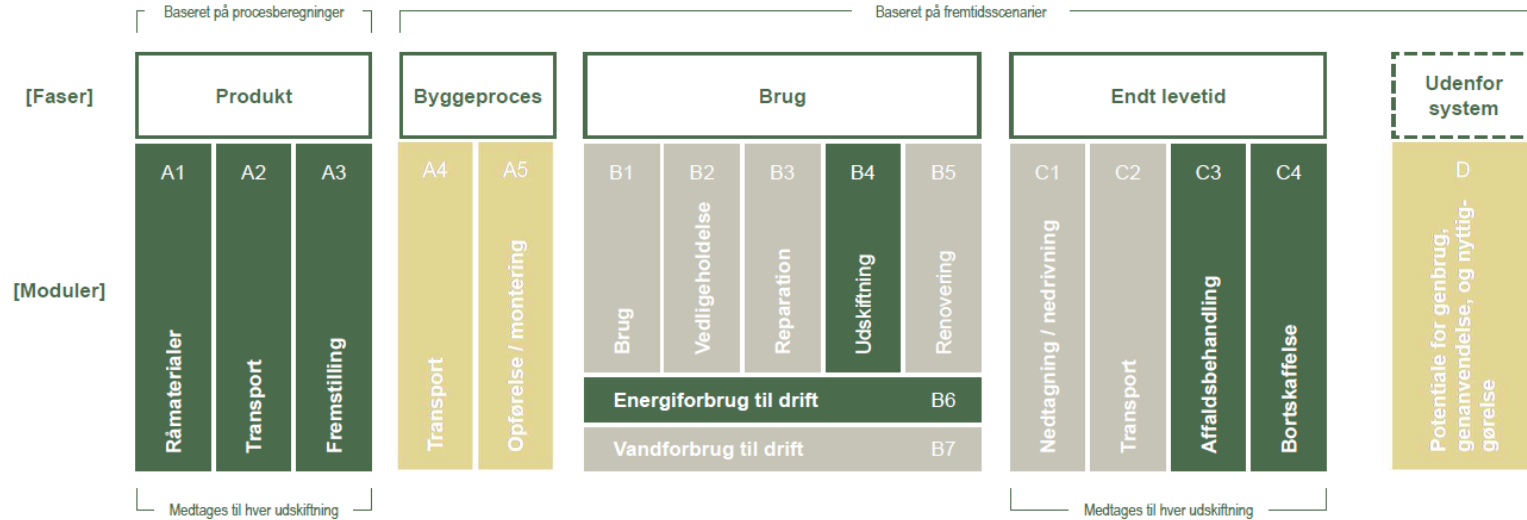 Baseret på procesberegninger
Baseret på fremtidsscenarier
[Faser]
Produkt
Byggeproces
Brug
Endt levetid
Udenfor
system
[Moduler]
A1
Råmaterialer
A2
Transport
A3
Fremstilling
A4
Transport
A5
Opførelse / montering
B1
Brug
B2
Vedligeholdelse
B3
Reparation
B4
Udskiftning
B5
Renovering
Energiforbrug til drift B6
Vandforbrug til drift B7
C1
Nedtagning / nedrivning
C2
Transport
C3
Affaldsbehandling
C4
Bortskaffelse
D
Potentiale for genbrug,
genanvendelse, og nyttig-
gørelse
Medtages til hver udskiftning
Medtages til hver udskiftning